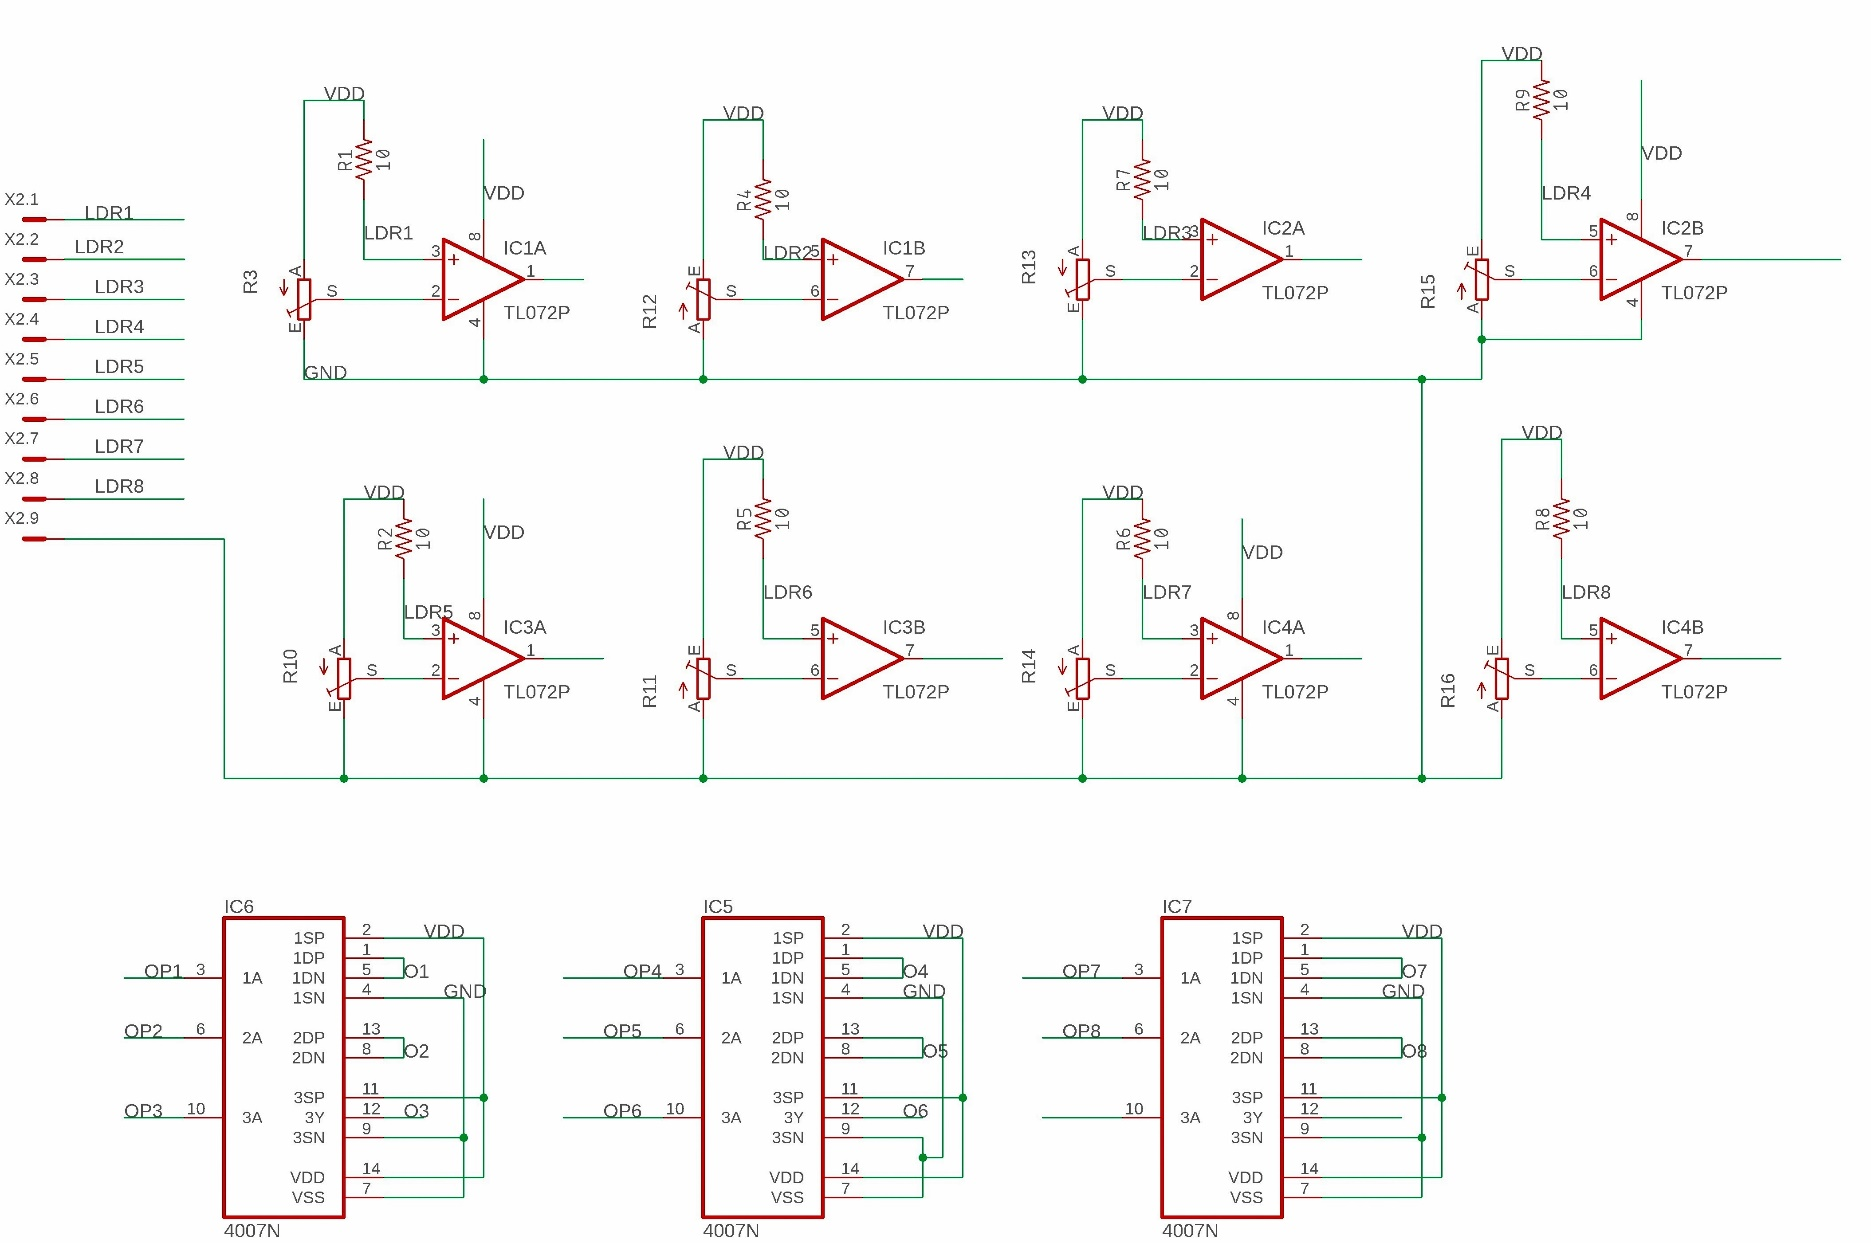 X2.1
LDR1
X2.2
LDR2
X2.3
LDR3
X2.4
LDR4
X2.5
LDR5
X2.6
LDR6
X2.7
LDR7
X2.8
LDR8
X2.9
VDD
R1
10
VDD
LDR1
8
IC1A
3
+
1
R3
A
S
E
2
−
TL072P
4
GND
VDD
R4
10
LDR2
5
+
IC1B
7
R12
E
S
A
6
−
TL072P
VDD
R7
10
LDR3
3
+
IC2A
1
R13
A
S
E
2
−
TL072P
VDD
R9
10
VDD
LDR4
8
5
+
IC2B
7
R15
E
S
A
6
−
TL072P
4
VDD
R2
10
VDD
LDR5
8
3
+
IC3A
1
R10
A
S
E
2
−
TL072P
4
VDD
R5
10
LDR6
5
+
IC3B
7
R11
E
S
A
6
−
TL072P
VDD
R6
10
VDD
LDR7
8
3
+
IC4A
1
R14
A
S
E
2
−
TL072P
4
VDD
R8
10
LDR8
5
+
IC4B
7
R16
E
S
A
6
−
TL072P
IC6
1SP 2 VDD
1DP 1
OP1 3 1A 1DN 5 O1
1SN 4 GND
OP2 6 2A 2DP 13
2DN 8 O2
3SP 11
OP3 10 3A 3Y 12 O3
3SN 9
VDD 14
VSS 7
4007N
IC5
1SP 2 VDD
1DP 1
OP4 3 1A 1DN 5 O4
1SN 4 GND
OP5 6 2A 2DP 13
2DN 8 O5
3SP 11
OP6 10 3A 3Y 12 O6
3SN 9
VDD 14
VSS 7
4007N
IC7
1SP 2 VDD
1DP 1
OP7 3 1A 1DN 5 O7
1SN 4 GND
OP8 6 2A 2DP 13
2DN 8 O8
3SP 11
10 3A 3Y 12
3SN 9
VDD 14
VSS 7
4007N